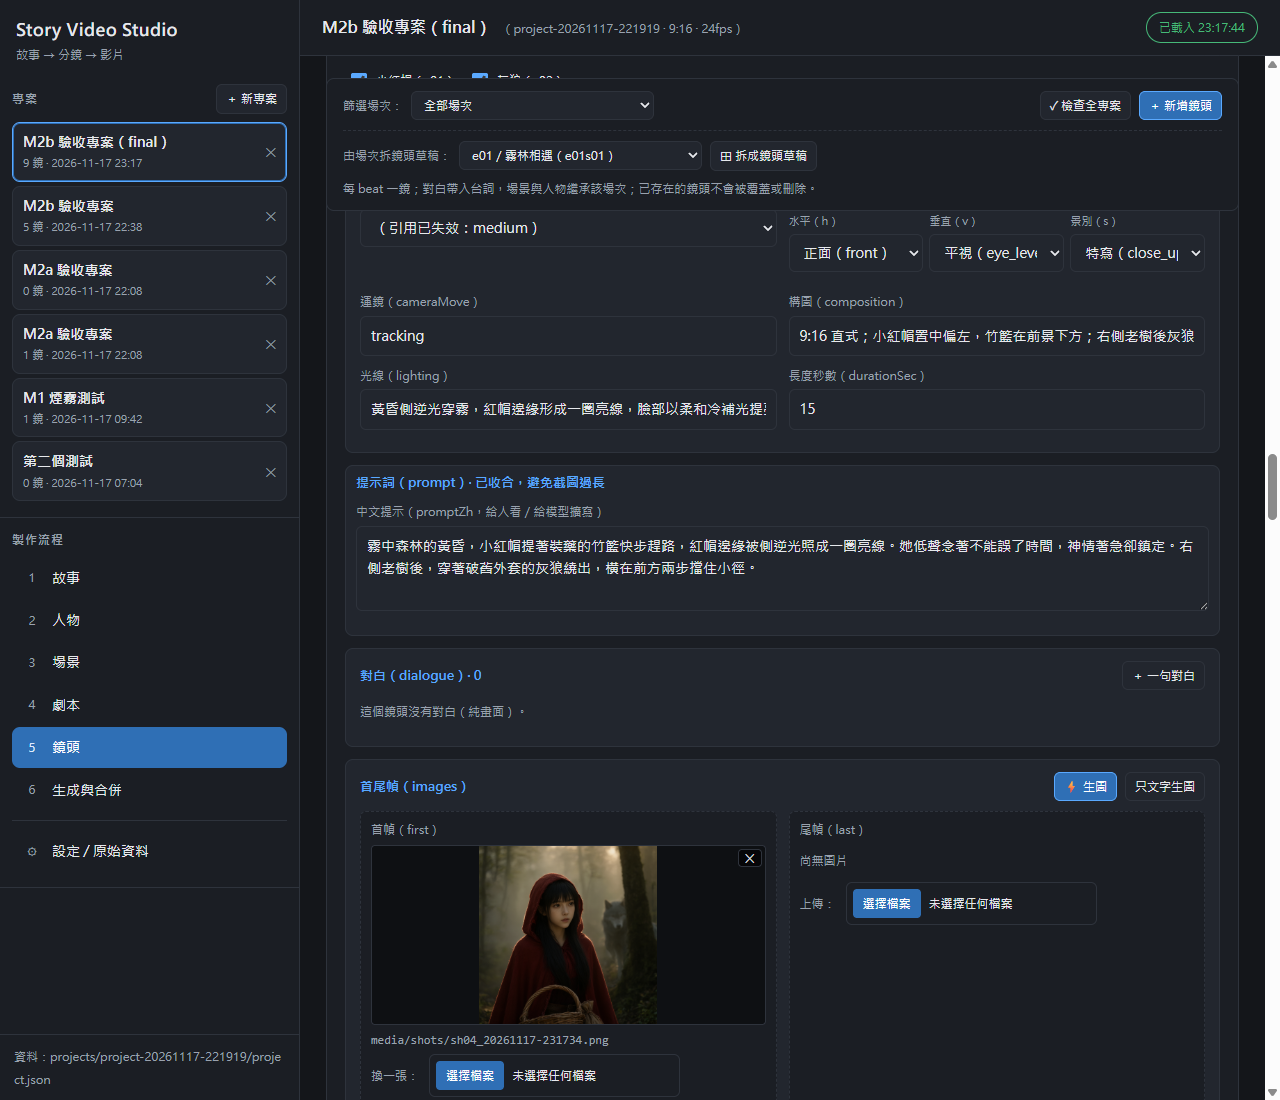 Story Video Studio
故事 → 分鏡 → 影片
專案
+ 新專案
M2b 驗收專案 ( final )
9 鏡 · 2026-11-17 23:17
M2b 驗收專案
5 鏡 · 2026-11-17 22:38
M2a 驗收專案
0 鏡 · 2026-11-17 22:08
M2a 驗收專案
1 鏡 · 2026-11-17 22:08
M1 煙霧測試
1 鏡 · 2026-11-17 09:42
第二個測試
0 鏡 · 2026-11-17 07:04
製作流程
1 故事
2 人物
3 場景
4 劇本
5 鏡頭
6 生成與合併
設定 / 原始資料
資料：projects/project-20261117-221919/proje
ct.json
M2b 驗收專案 ( final )
( project-20261117-221919 · 9:16 · 24fps )
已載入 23:17:44
篩選場次：
全部場次
✓檢查全專案
+ 新增鏡頭
由場次拆鏡頭草稿：
e01 / 霧林相遇 ( e01s01 )
拆成鏡頭草稿
每 beat 一鏡；對白帶入台詞，場景與人物繼承該場次；已存在的鏡頭不會被覆蓋或刪除。
( 引用已失效：medium )
水平 ( h )
垂直 ( v )
景別 ( s )
正面 ( front )
平視 ( eye_leve
特寫 ( close_up
運鏡 ( cameraMove )
構圖 ( composition )
tracking
9:16 直式；小紅帽置中偏左，竹籃在前景下方；右側老樹後灰狼
光線 ( lighting )
長度秒數 ( durationSec )
黃昏側逆光穿霧，紅帽邊緣形成一圈亮線，臉部以柔和冷補光提
15
提示詞 ( prompt ) · 已收合，避免截圖過長
中文提示 ( promptZh，給人看 / 給模型擴寫 )
霧中森林的黃昏，小紅帽提著裝藥的竹籃快步趕路，紅帽邊緣被側逆光照成一圈亮線。她低聲念著不能誤了時間，神情著急卻鎮定。右
側老樹後，穿著破舊外套的灰狼繞出，橫在前方兩步擋住小徑。
對白 ( dialogue ) · 0
+ 一句對白
這個鏡頭沒有對白 ( 純畫面 ) 。
首尾幀 ( images )
生圖
只文字生圖
首幀 ( first )
尾幀 ( last )
尚無圖片
上傳：
選擇檔案 未選擇任何檔案
media/shots/sh04_20261117-231734.png
換一張：
選擇檔案 未選擇任何檔案